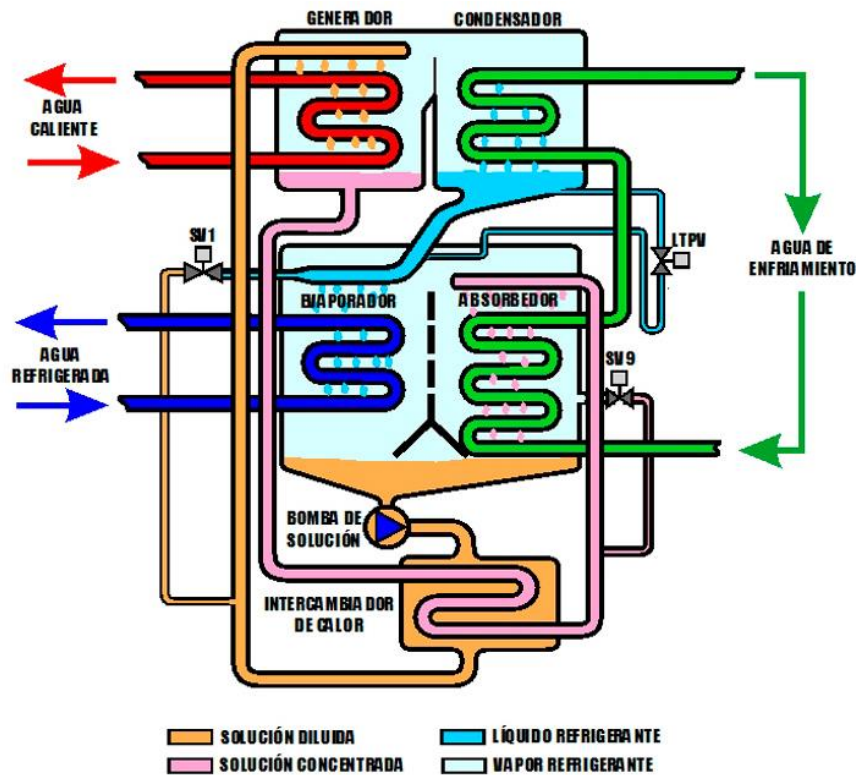 GENERADOR
CONDENSADOR
AGUA
CALIENTE
SV1
LTPV
AGUA DE
ENFRIAMIENTO
EVAPORADOR
ABSORBEDOR
AGUA
REFRIGERADA
SV9
BOMBA DE
SOLUCIÓN
INTERCAMBIADOR
DE CALOR
SOLUCIÓN DILUIDA
LÍQUIDO REFRIGERANTE
SOLUCIÓN CONCENTRADA
VAPOR REFRIGERANTE